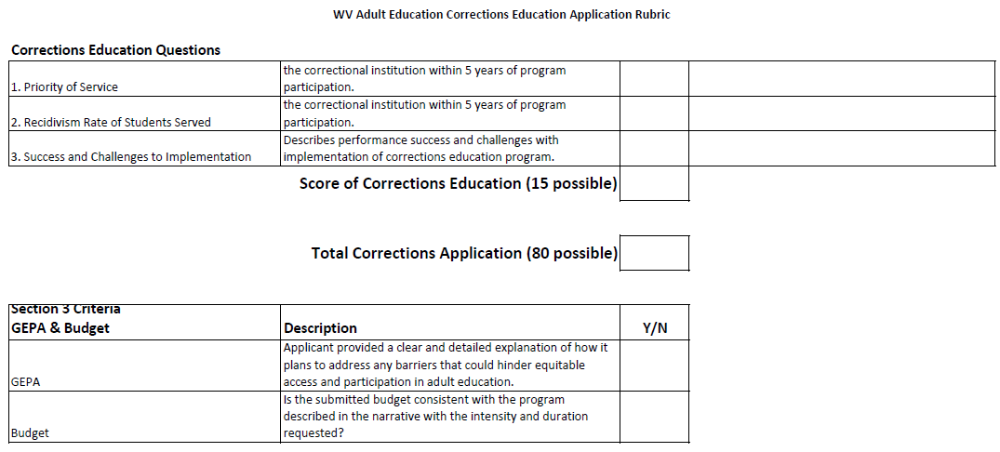 WV Adult Education Corrections Education Application Rubric
Corrections Education Questions
1. Priority of Service
the correctional institution within 5 years of program
participation.
2. Recidivism Rate of Students Served
the correctional institution within 5 years of program
participation.
3. Success and Challenges to Implementation
Describes performance success and challenges with
implementation of corrections education program.
Score of Corrections Education (15 possible)
Total Corrections Application (80 possible)
Section 3 Criteria
GEPA & Budget
Description
Y/N
GEPA
Applicant provided a clear and detailed explanation of how it
plans to address any barriers that could hinder equitable
access and participation in adult education.
Budget
Is the submitted budget consistent with the program
described in the narrative with the intensity and duration
requested?